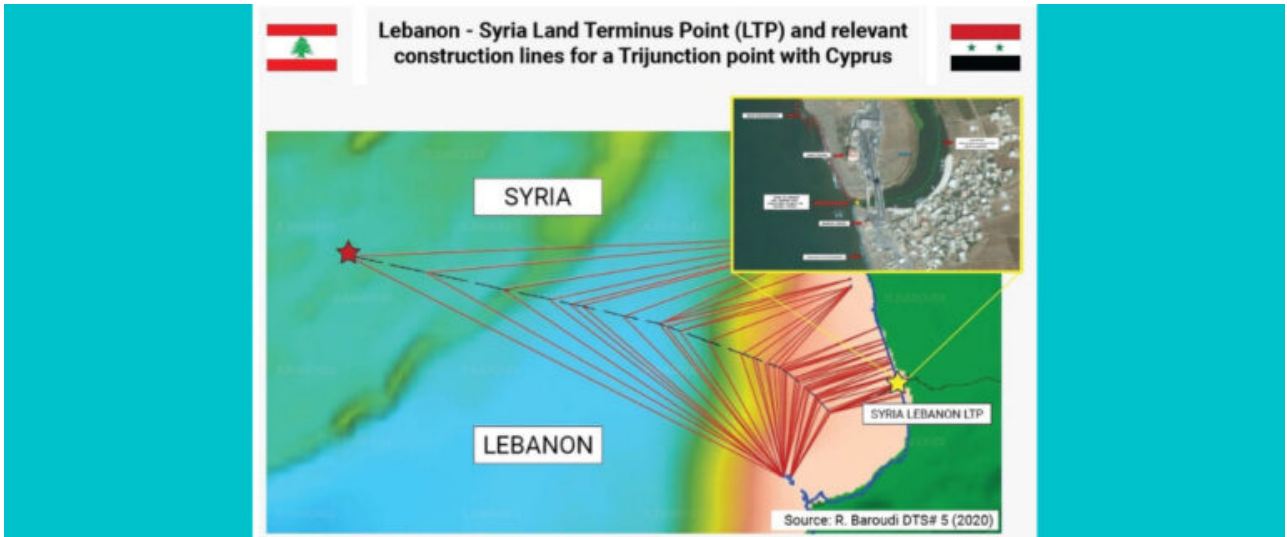 Lebanon - Syria Land Terminus Point (LTP) and relevant
construction lines for a Trijunction point with Cyprus
SYRIA
SYRIA LEBANON LTP
LEBANON
Source: R. Baroudi DTS# 5 (2020)